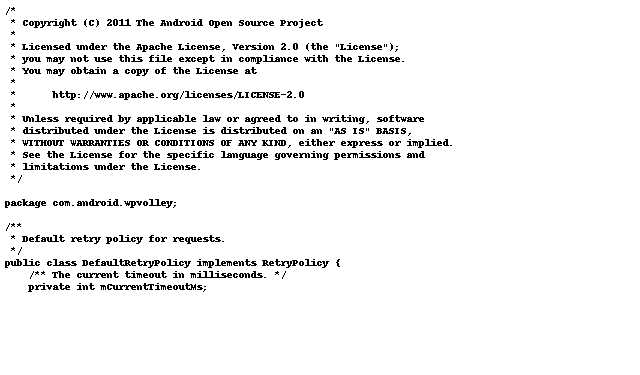 /*
 * Copyright (C) 2011 The Android Open Source Project
 *
 * Licensed under the Apache License, Version 2.0 (the "License");
 * you may not use this file except in compliance with the License.
 * You may obtain a copy of the License at
 *
 *      http://www.apache.org/licenses/LICENSE-2.0
 *
 * Unless required by applicable law or agreed to in writing, software
 * distributed under the License is distributed on an "AS IS" BASIS,
 * WITHOUT WARRANTIES OR CONDITIONS OF ANY KIND, either express or implied.
 * See the License for the specific language governing permissions and
 * limitations under the License.
 */

package com.android.wpvolley;

/**
 * Default retry policy for requests.
 */
public class DefaultRetryPolicy implements RetryPolicy {
    /** The current timeout in milliseconds. */
    private int mCurrentTimeoutMs;